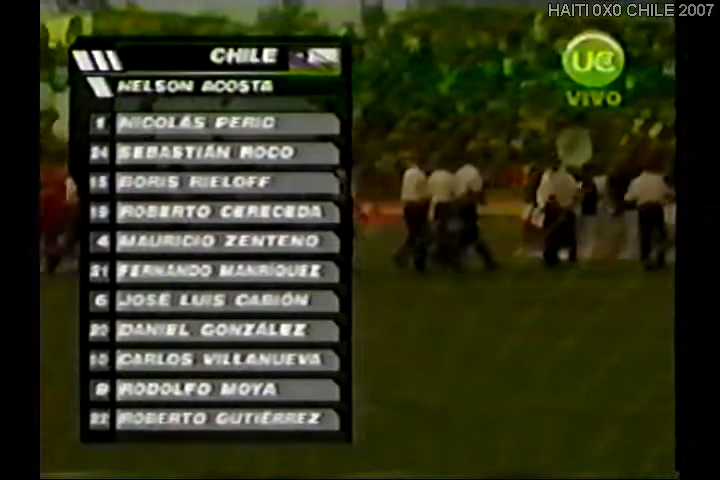 HAITI 0X0 CHILE 2007
CHILE
UC
VIVO
NELSON ACOSTA
1 NICOLÁS PERIC
24 SEBASTIÁN ROCO
15 BORIS RIELOFF
19 ROBERTO CERECEDA
4 MAURICIO ZENTENO
21 FERNANDO MANRÍQUEZ
6 JOSÉ LUIS CABIÓN
20 DANIEL GONZÁLEZ
10 CARLOS VILLANUEVA
9 RODOLFO MOYA
22 ROBERTO GUTIÉRREZ